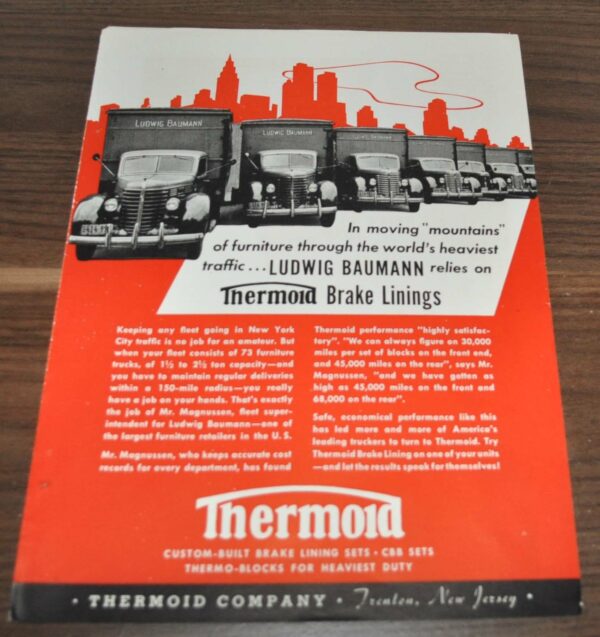 LUDWIG BAUMANN
LUDWIG BAUMANN
LUDWIG BAUMANN
In moving "mountains"
of furniture through the world's heaviest
traffic...LUDWIG BAUMANN relies on
Thermoid Brake Linings
Keeping any fleet going in New York
City traffic is no job for an amateur. But
when your fleet consists of 73 furniture
trucks, of 1½ to 2½ ton capacity—and
you have to maintain regular deliveries
within a 150-mile radius—you really
have a job on your hands. That's exactly
the job of Mr. Magnussen, fleet super-
intendent for Ludwig Baumann—one of
the largest furniture retailers in the U. S.
Mr. Magnussen, who keeps accurate cost
records for every department, has found
Thermoid performance "highly satisfac-
tory". "We can always figure on 30,000
miles per set of blocks on the front end,
and 45,000 miles on the rear", says Mr.
Magnussen, "and we have gotten as
high as 45,000 miles on the front and
68,000 on the rear".
Safe, economical performance like this
has led more and more of America's
leading truckers to turn to Thermoid. Try
Thermoid Brake Lining on one of your units
—and let the results speak for themselves!
Thermoid
CUSTOM-BUILT BRAKE LINING SETS • CBB SETS
THERMO-BLOCKS FOR HEAVIEST DUTY
• THERMOID COMPANY • Trenton, New Jersey •